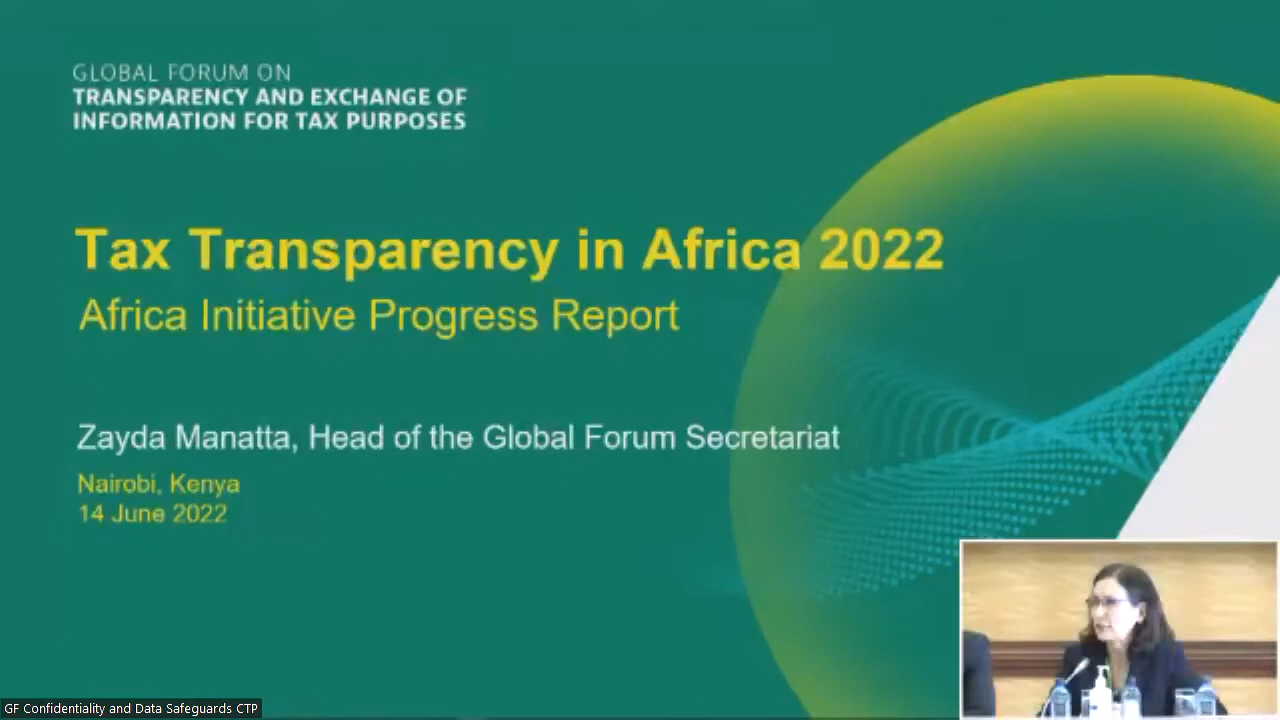 GLOBAL FORUM ON
TRANSPARENCY AND EXCHANGE OF
INFORMATION FOR TAX PURPOSES
Tax Transparency in Africa 2022
Africa Initiative Progress Report
Zayda Manatta, Head of the Global Forum Secretariat
Nairobi, Kenya
14 June 2022
GF Confidentiality and Data Safeguards CTP